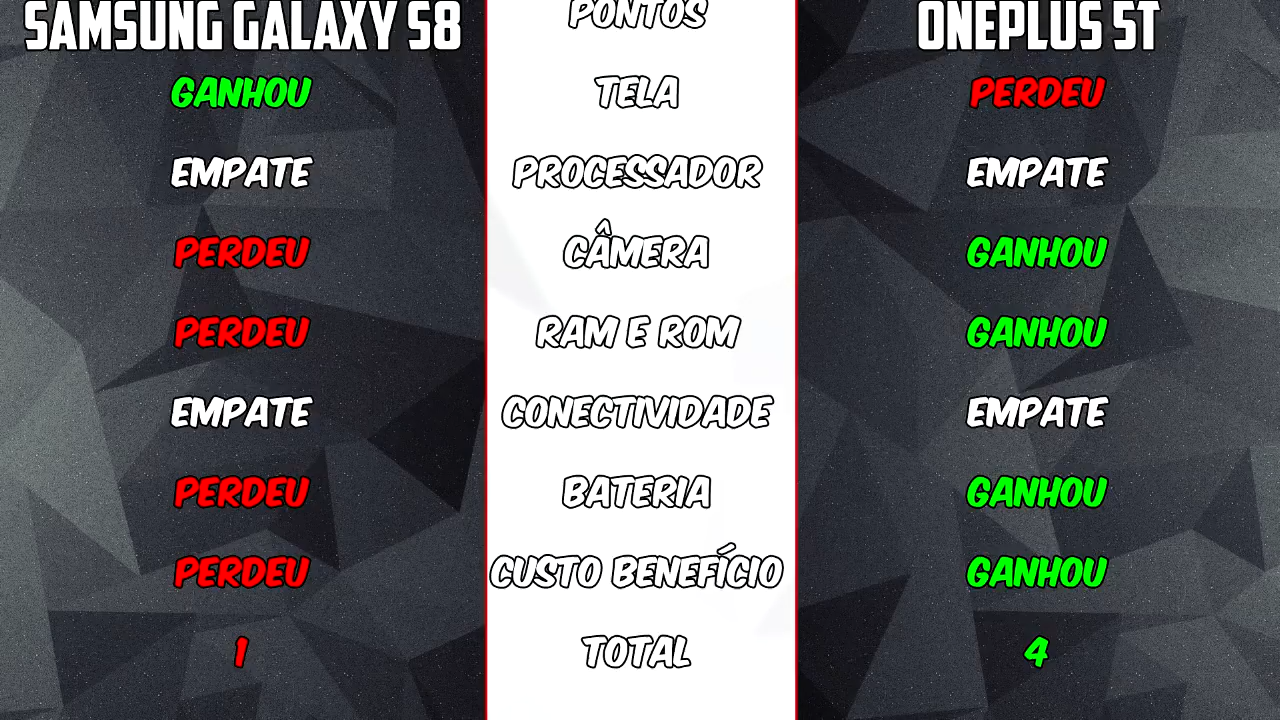 SAMSUNG GALAXY S8 PONTOS ONEPLUS 5T
GANHOU TELA PERDEU
EMPATE PROCESSADOR EMPATE
PERDEU CÂMERA GANHOU
PERDEU RAM E ROM GANHOU
EMPATE CONECTIVIDADE EMPATE
PERDEU BATERIA GANHOU
PERDEU CUSTO BENEFÍCIO GANHOU
1 TOTAL 4